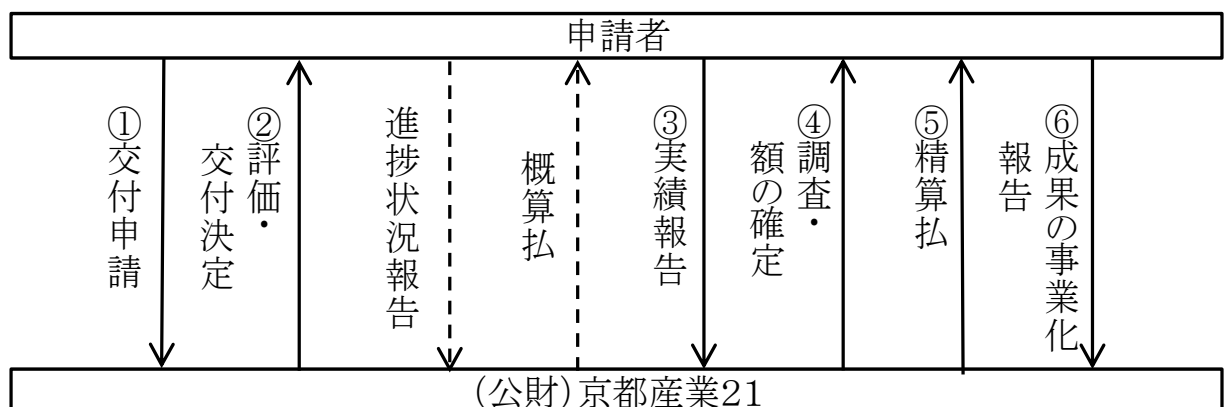 申請者
①交付申請
②評価・
交付決定
進捗状況報告
概算払
③実績報告
④調査・
額の確定
⑤精算払
⑥成果の事業化
報告
(公財)京都産業21